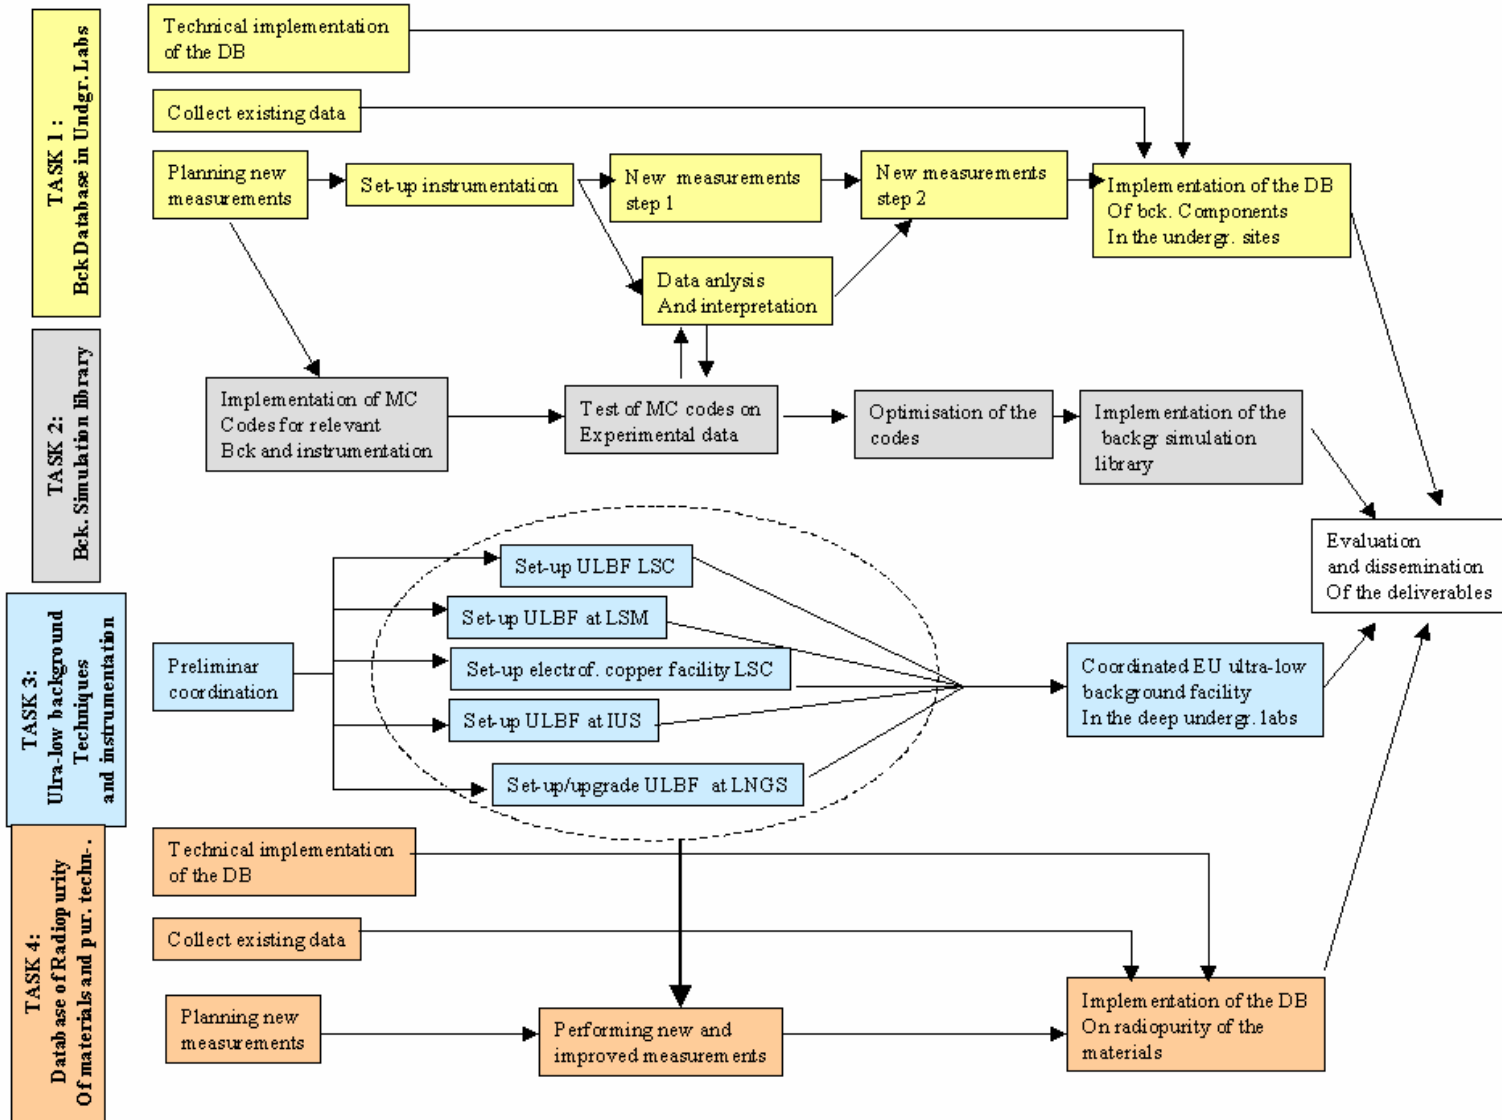 TASK 1 :
Bck Database in Undgr. Labs
Technical implementation
of the DB
Collect existing data
Planning new
measurements
Set-up instrumentation
New measurements
step 1
New measurements
step 2
Implementation of the DB
Of bck. Components
In the undergr. sites
Data anlysis
And interpretation
TASK 2:
Bck. Simulation library
Implementation of MC
Codes for relevant
Bck and instrumentation
Test of MC codes on
Experimental data
Optimisation of the
codes
Implementation of the
backgr simulation
library
Evaluation
and dissemination
Of the deliverables
TASK 3:
Ulra-low background
Techniques
and instrumentation
Preliminar
coordination
Set-up ULBF LSC
Set-up ULBF at LSM
Set-up electrof. copper facility LSC
Set-up ULBF at IUS
Set-up/upgrade ULBF at LNGS
Coordinated EU ultra-low
background facility
In the deep undergr. labs
TASK 4:
Database of Radiopurity
Of materials and pur. techn-.
Technical implementation
of the DB
Collect existing data
Planning new
measurements
Performing new and
improved measurements
Implementation of the DB
On radiopurity of the
materials